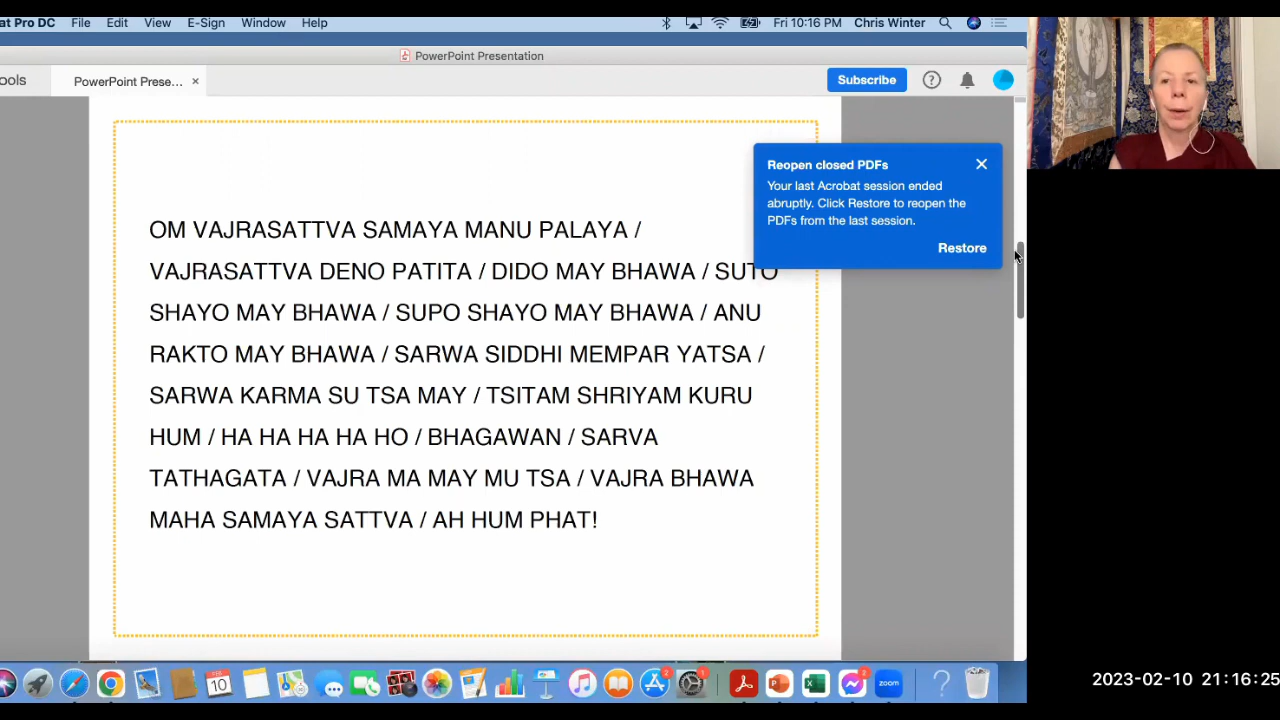 at Pro DC File Edit View E-Sign Window Help Fri 10:16 PM Chris Winter
PowerPoint Presentation
ools PowerPoint Prese... × Subscribe
Reopen closed PDFs
Your last Acrobat session ended
abruptly. Click Restore to reopen the
PDFs from the last session.
Restore
OM VAJRASATTVA SAMAYA MANU PALAYA /
VAJRASATTVA DENO PATITA / DIDO MAY BHAWA / SUTO
SHAYO MAY BHAWA / SUPO SHAYO MAY BHAWA / ANU
RAKTO MAY BHAWA / SARWA SIDDHI MEMPAR YATSA /
SARWA KARMA SU TSA MAY / TSITAM SHRIYAM KURU
HUM / HA HA HA HA HO / BHAGAWAN / SARVA
TATHAGATA / VAJRA MA MAY MU TSA / VAJRA BHAWA
MAHA SAMAYA SATTVA / AH HUM PHAT!
10
2
1
2
zoom
2023-02-10 21:16:25